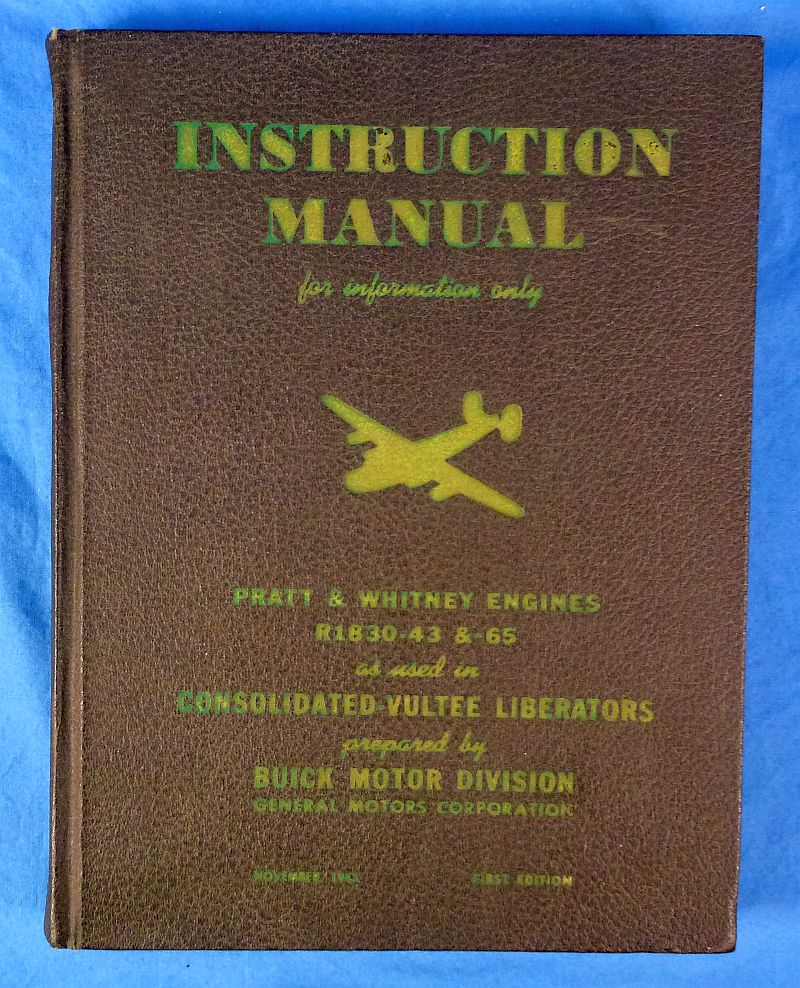 INSTRUCTION
MANUAL
for information only
PRATT & WHITNEY ENGINES
R1830-43 &-65
as used in
CONSOLIDATED-VULTEE LIBERATORS
prepared by
BUICK MOTOR DIVISION
GENERAL MOTORS CORPORATION
NOVEMBER FIRST EDITION